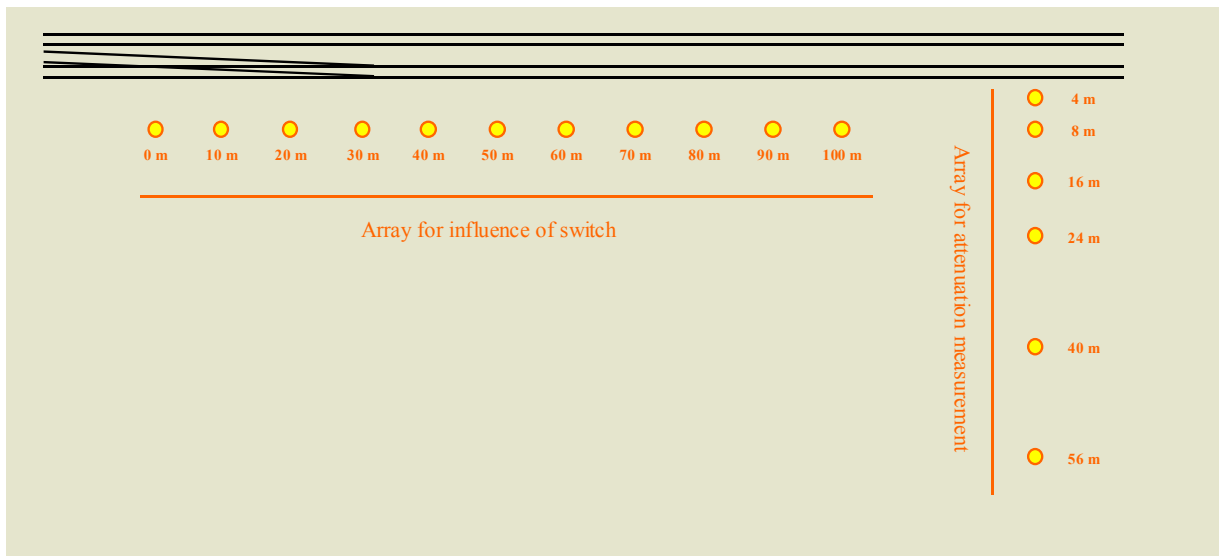 0 m 10 m 20 m 30 m 40 m 50 m 60 m 70 m 80 m 90 m 100 m
Array for influence of switch
Array for attenuation measurement
4 m
8 m
16 m
24 m
40 m
56 m